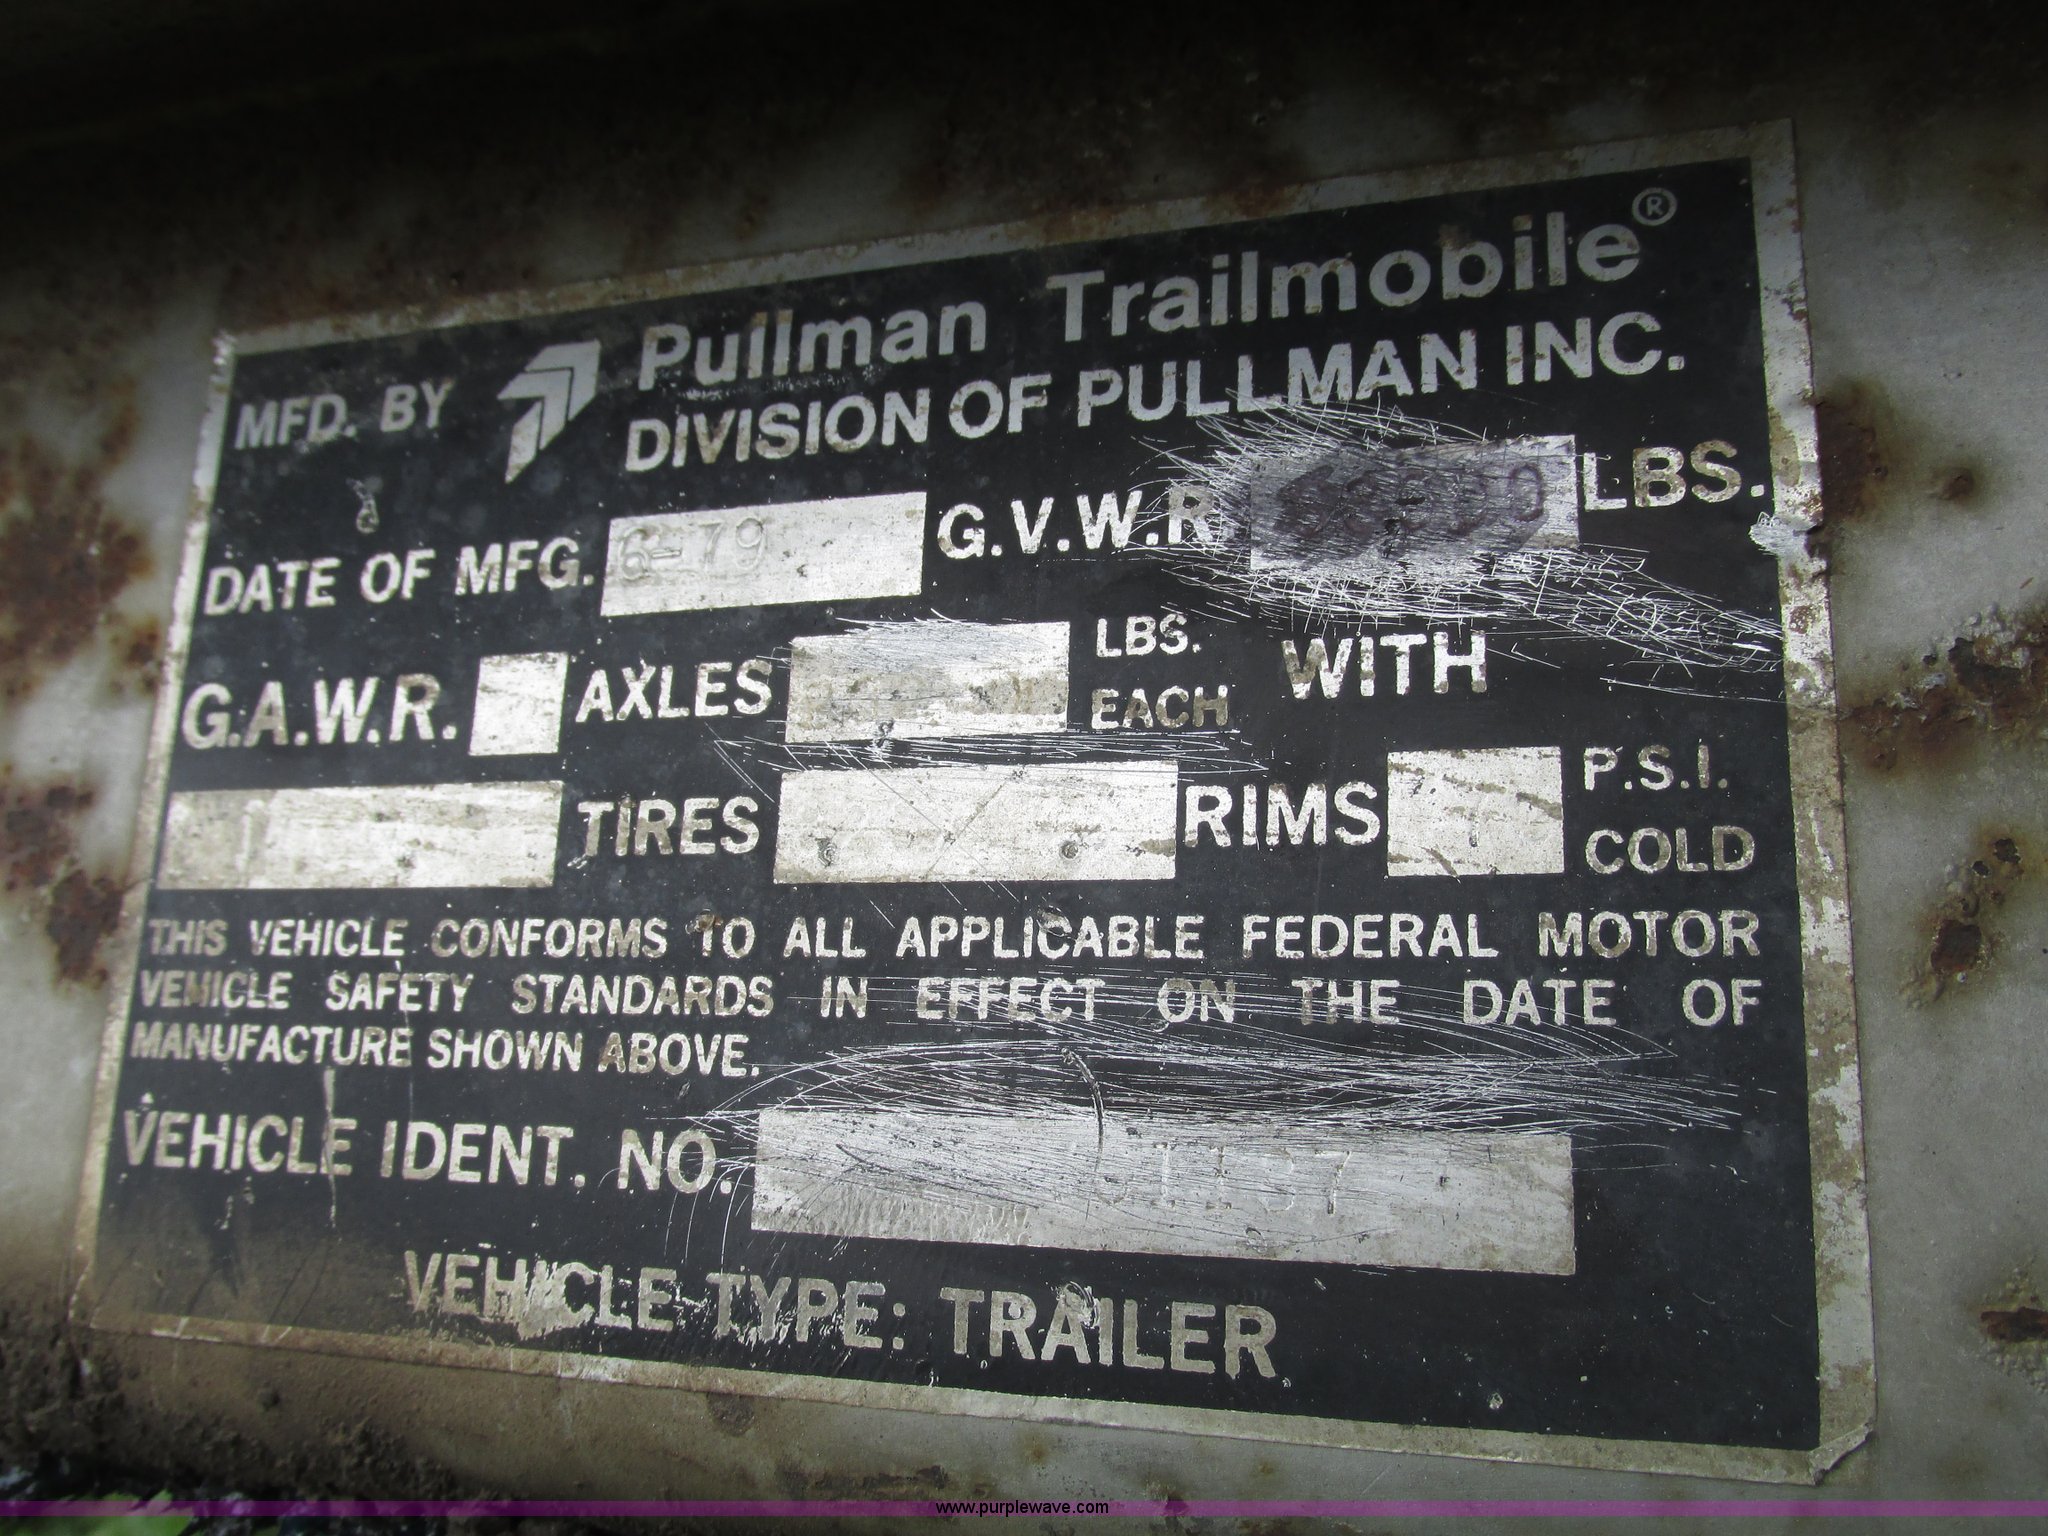 MFD. BY Pullman Trailmobile®
DIVISION OF PULLMAN INC.
DATE OF MFG. 6-79 G.V.W.R. LBS.
G.A.W.R. AXLES LBS. EACH WITH
TIRES RIMS P.S.I. COLD
THIS VEHICLE CONFORMS TO ALL APPLICABLE FEDERAL MOTOR
VEHICLE SAFETY STANDARDS IN EFFECT ON THE DATE OF
MANUFACTURE SHOWN ABOVE.
VEHICLE IDENT. NO.
VEHICLE TYPE: TRAILER
www.purplewave.com